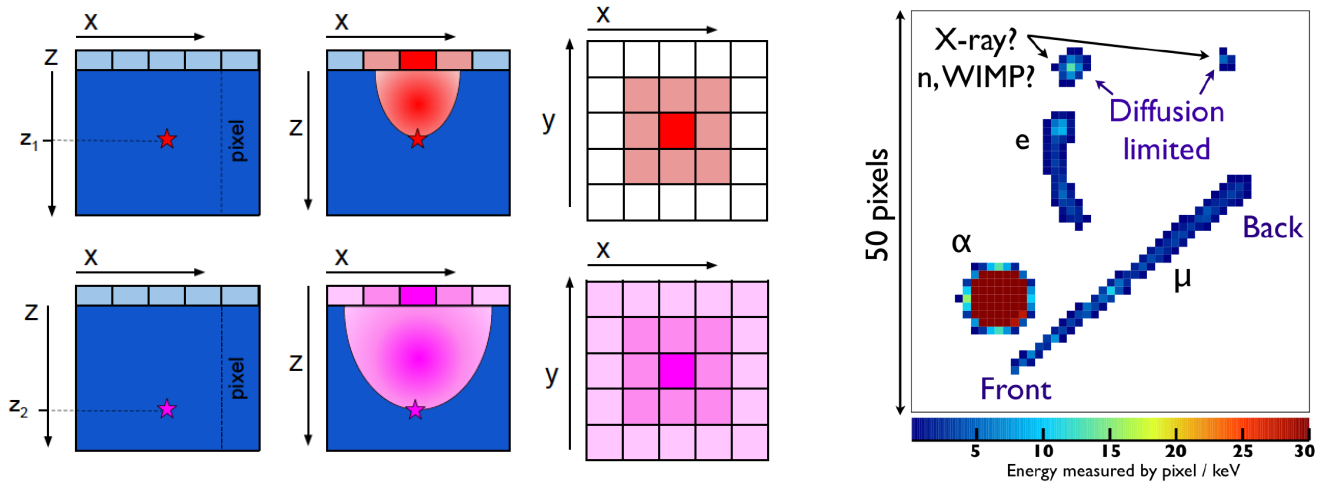 x
z
z1
pixel
x
z
x
y
x
z
z2
pixel
x
z
x
y
50 pixels
X-ray?
n, WIMP?
Diffusion
limited
e
α
μ
Back
Front
5 10 15 20 25 30
Energy measured by pixel / keV